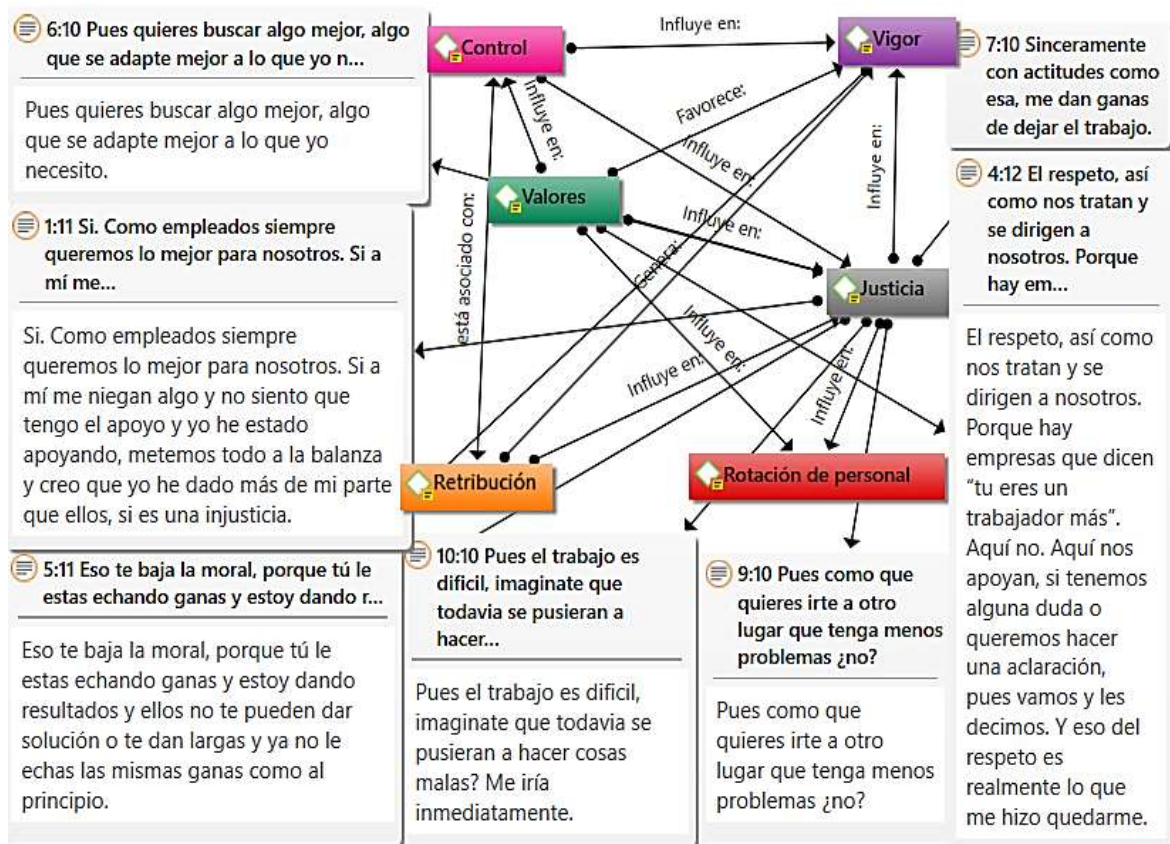 6:10 Pues quieres buscar algo mejor, algo
que se adapte mejor a lo que yo n...
Pues quieres buscar algo mejor, algo
que se adapte mejor a lo que yo
necesito.
1:11 Si. Como empleados siempre
queremos lo mejor para nosotros. Si a
mí me...
Si. Como empleados siempre
queremos lo mejor para nosotros. Si a
mí me niegan algo y no siento que
tengo el apoyo y yo he estado
apoyando, metemos todo a la balanza
y creo que yo he dado más de mi parte
que ellos, si es una injusticia.
5:11 Eso te baja la moral, porque tú le
estas echando ganas y estoy dando r...
Eso te baja la moral, porque tú le
estas echando ganas y estoy dando
resultados y ellos no te pueden dar
solución o te dan largas y ya no le
echas las mismas ganas como al
principio.
Control
Influye en:
Vigor
Influye en:
Favorece:
Influye en:
Influye en:
Valores
Influye en:
Genera:
está asociado con:
Justicia
Influye en:
Influye en:
Influye en:
Retribución
Rotación de personal
10:10 Pues el trabajo es
dificil, imaginate que
todavia se pusieran a
hacer...
Pues el trabajo es dificil,
imaginate que todavia se
pusieran a hacer cosas
malas? Me iría
inmediatamente.
9:10 Pues como que
quieres irte a otro
lugar que tenga menos
problemas ¿no?
Pues como que
quieres irte a otro
lugar que tenga menos
problemas ¿no?
7:10 Sinceramente
con actitudes como
esa, me dan ganas
de dejar el trabajo.
4:12 El respeto, así
como nos tratan y
se dirigen a
nosotros. Porque
hay em...
El respeto, así como
nos tratan y se
dirigen a nosotros.
Porque hay
empresas que dicen
"tu eres un
trabajador más".
Aquí no. Aquí nos
apoyan, si tenemos
alguna duda o
queremos hacer
una aclaración,
pues vamos y les
decimos. Y eso del
respeto es
realmente lo que
me hizo quedarme.